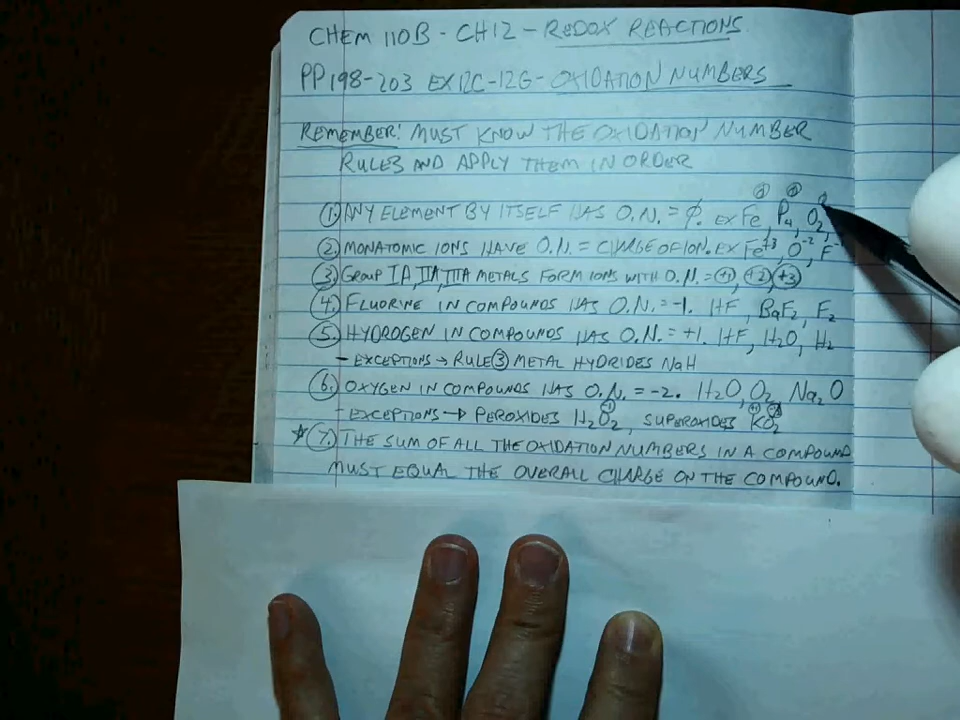 CHEM 110B - CH12 - REDOX REACTIONS
PP198-203 EX12C-12G - OXIDATION NUMBERS
REMEMBER! MUST KNOW THE OXIDATION NUMBER
RULES AND APPLY THEM IN ORDER
① ANY ELEMENT BY ITSELF HAS O.N. = ∅. EX Fe, P₄, O₂,
② MONATOMIC IONS HAVE O.N. = CHARGE OF ION. EX Fe⁺³, O⁻², F⁻
③ GROUP IA, IIA, IIIA METALS FORM IONS WITH O.N. = +1, +2, +3
④ FLUORINE IN COMPOUNDS HAS O.N. = -1. HF, BaF₂, F₂
⑤ HYDROGEN IN COMPOUNDS HAS O.N. = +1. HF, H₂O, H₂
- EXCEPTIONS → RULE ③ METAL HYDRIDES NaH
⑥ OXYGEN IN COMPOUNDS HAS O.N. = -2. H₂O, O₂, Na₂O
- EXCEPTIONS → PEROXIDES H₂O₂, SUPEROXIDES KO₂
* ⑦ THE SUM OF ALL THE OXIDATION NUMBERS IN A COMPOUND
MUST EQUAL THE OVERALL CHARGE ON THE COMPOUND.